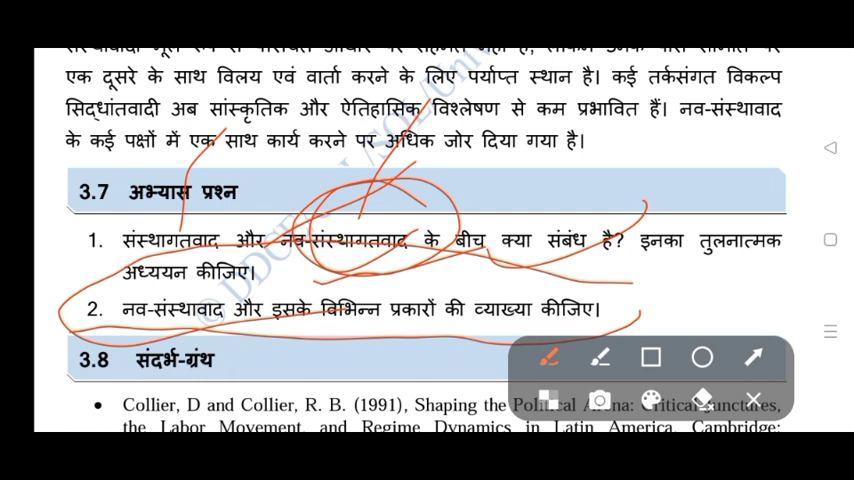 एक दूसरे के साथ विलय एवं वार्ता करने के लिए पर्याप्त स्थान है। कई तर्कसंगत विकल्प
सिद्धांतवादी अब सांस्कृतिक और ऐतिहासिक विश्लेषण से कम प्रभावित हैं। नव-संस्थावाद
के कई पक्षों में एक साथ कार्य करने पर अधिक जोर दिया गया है।
3.7 अभ्यास प्रश्न
1. संस्थागतवाद और नव-संस्थागतवाद के बीच क्या संबंध है? इनका तुलनात्मक
अध्ययन कीजिए।
2. नव-संस्थावाद और इसके विभिन्न प्रकारों की व्याख्या कीजिए।
3.8 संदर्भ-ग्रंथ
• Collier, D and Collier, R. B. (1991), Shaping the Political Arena: Critical Junctures,
the Labor Movement, and Regime Dynamics in Latin America. Cambridge: